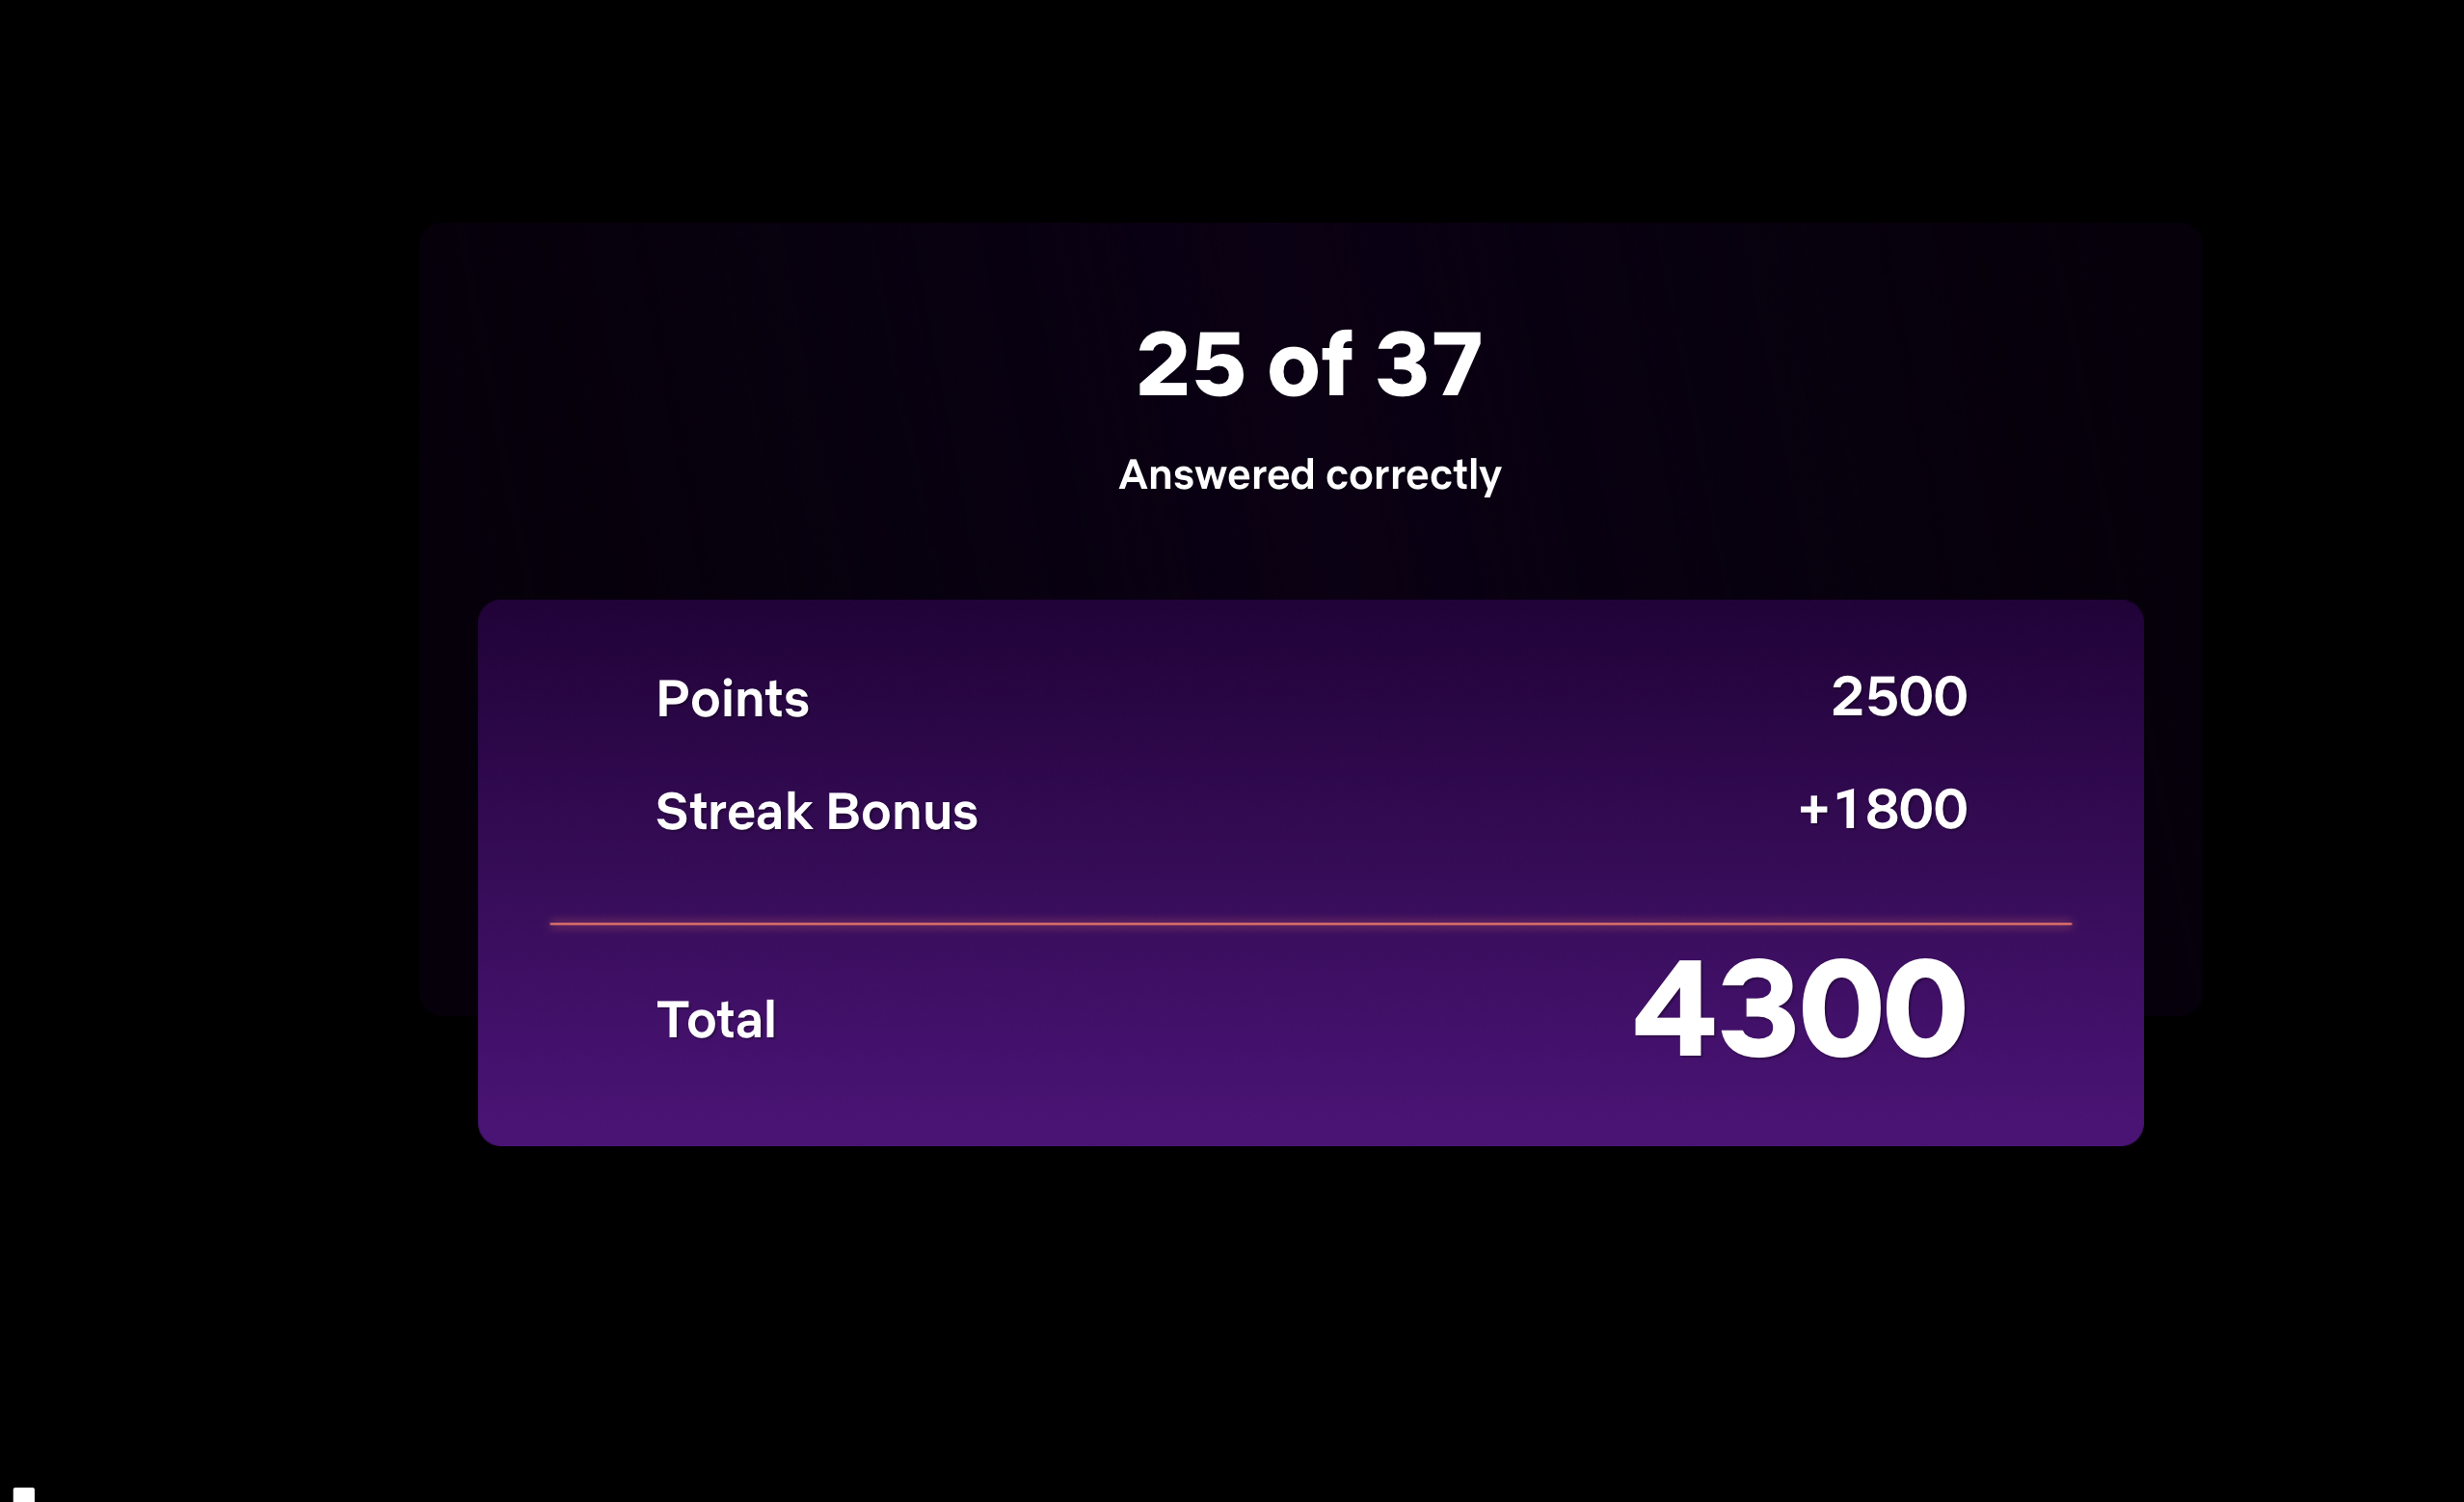 25 of 37
Answered correctly
Points 2500
Streak Bonus +1800
Total 4300